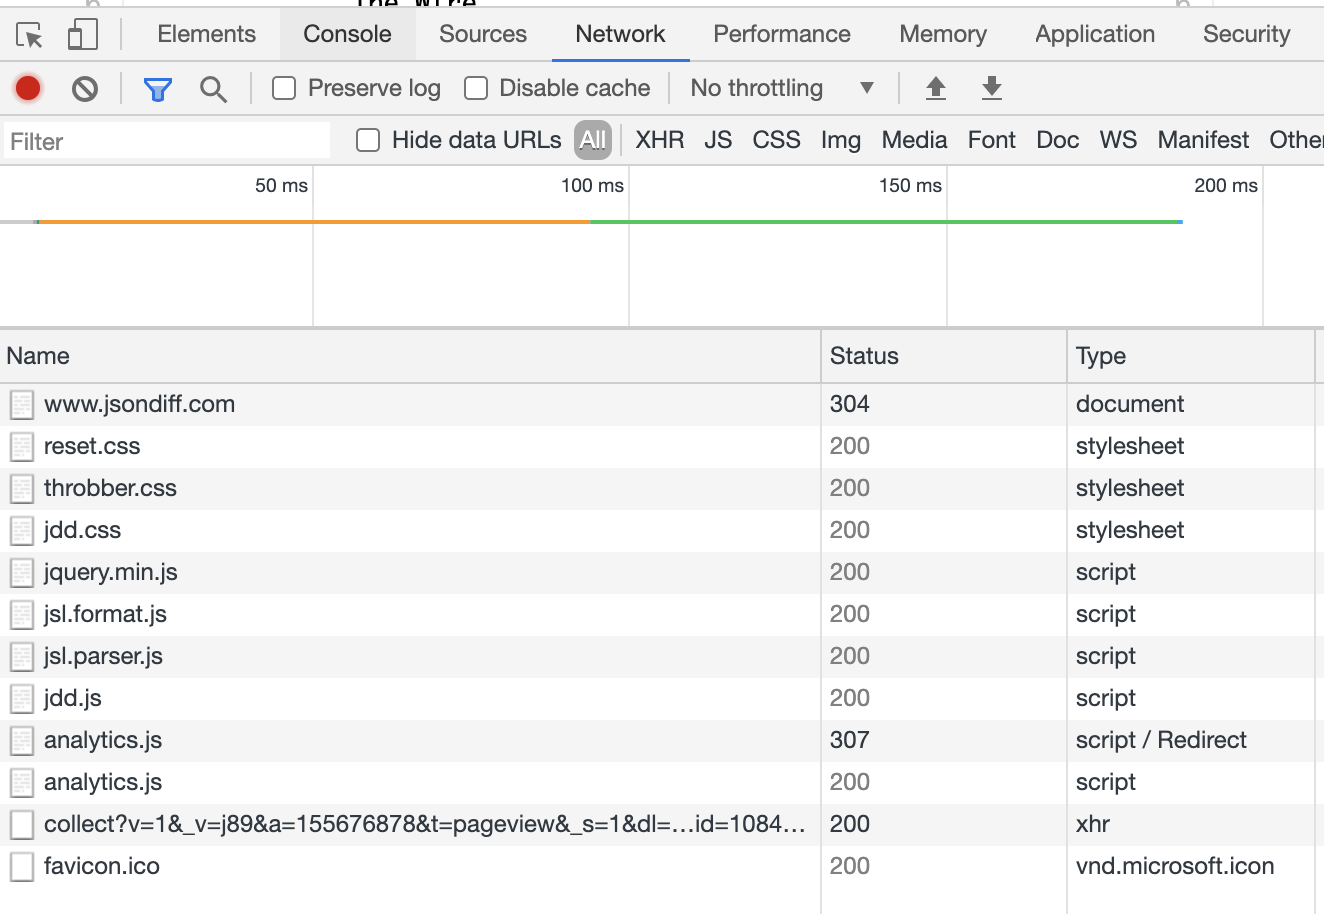 the wire
Elements Console Sources Network Performance Memory Application Security
Preserve log Disable cache No throttling ▼
Filter Hide data URLs All XHR JS CSS Img Media Font Doc WS Manifest Other
50 ms 100 ms 150 ms 200 ms
Name Status Type
www.jsondiff.com 304 document
reset.css 200 stylesheet
throbber.css 200 stylesheet
jdd.css 200 stylesheet
jquery.min.js 200 script
jsl.format.js 200 script
jsl.parser.js 200 script
jdd.js 200 script
analytics.js 307 script / Redirect
analytics.js 200 script
collect?v=1&_v=j89&a=155676878&t=pageview&_s=1&dl=…id=1084… 200 xhr
favicon.ico 200 vnd.microsoft.icon